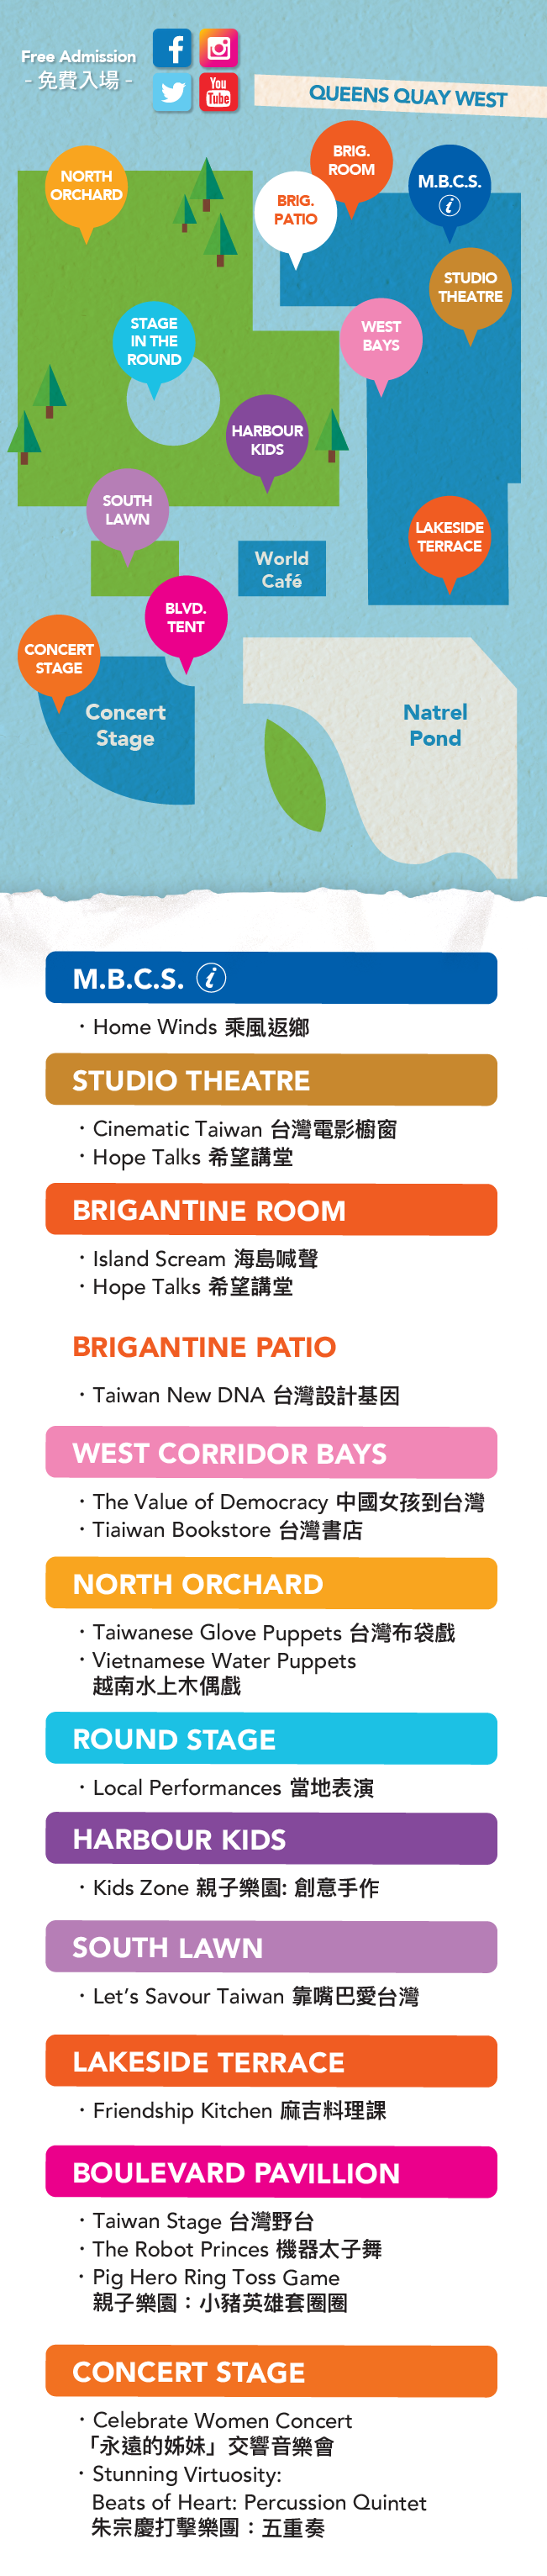 Free Admission
- 免費入場 -
You
Tube
QUEENS QUAY WEST
BRIG.
ROOM
NORTH
ORCHARD
M.B.C.S.
i
BRIG.
PATIO
STUDIO
THEATRE
STAGE
IN THE
ROUND
WEST
BAYS
HARBOUR
KIDS
SOUTH
LAWN
LAKESIDE
TERRACE
World
Café
BLVD.
TENT
CONCERT
STAGE
Concert
Stage
Natrel
Pond
M.B.C.S. i
· Home Winds 乘風返鄉
STUDIO THEATRE
· Cinematic Taiwan 台灣電影櫥窗
· Hope Talks 希望講堂
BRIGANTINE ROOM
· Island Scream 海島喊聲
· Hope Talks 希望講堂
BRIGANTINE PATIO
· Taiwan New DNA 台灣設計基因
WEST CORRIDOR BAYS
· The Value of Democracy 中國女孩到台灣
· Tiaiwan Bookstore 台灣書店
NORTH ORCHARD
· Taiwanese Glove Puppets 台灣布袋戲
· Vietnamese Water Puppets
越南水上木偶戲
ROUND STAGE
· Local Performances 當地表演
HARBOUR KIDS
· Kids Zone 親子樂園: 創意手作
SOUTH LAWN
· Let's Savour Taiwan 靠嘴巴愛台灣
LAKESIDE TERRACE
· Friendship Kitchen 麻吉料理課
BOULEVARD PAVILLION
· Taiwan Stage 台灣野台
· The Robot Princes 機器太子舞
· Pig Hero Ring Toss Game
親子樂園：小豬英雄套圈圈
CONCERT STAGE
· Celebrate Women Concert
「永遠的姊妹」交響音樂會
· Stunning Virtuosity:
Beats of Heart: Percussion Quintet
朱宗慶打擊樂團：五重奏